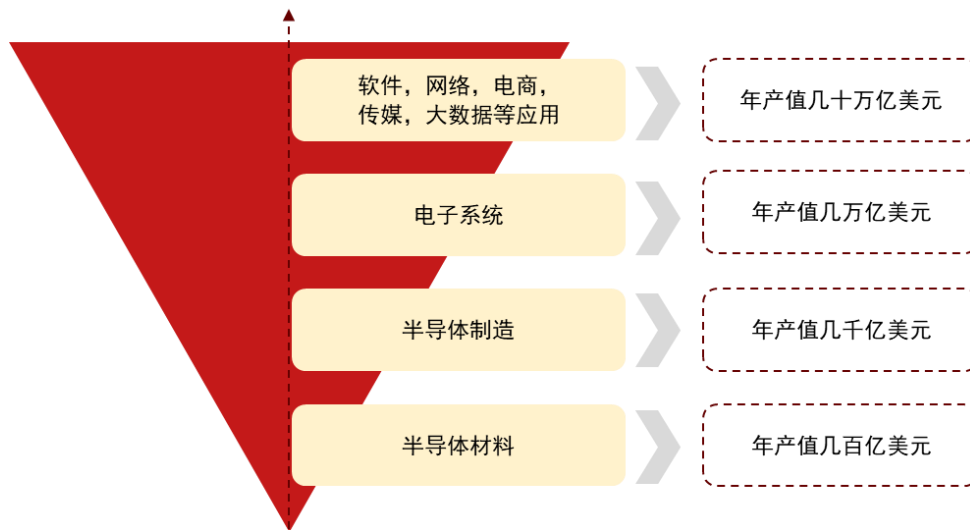 软件，网络，电商，
传媒，大数据等应用
年产值几十万亿美元
电子系统
年产值几万亿美元
半导体制造
年产值几千亿美元
半导体材料
年产值几百亿美元